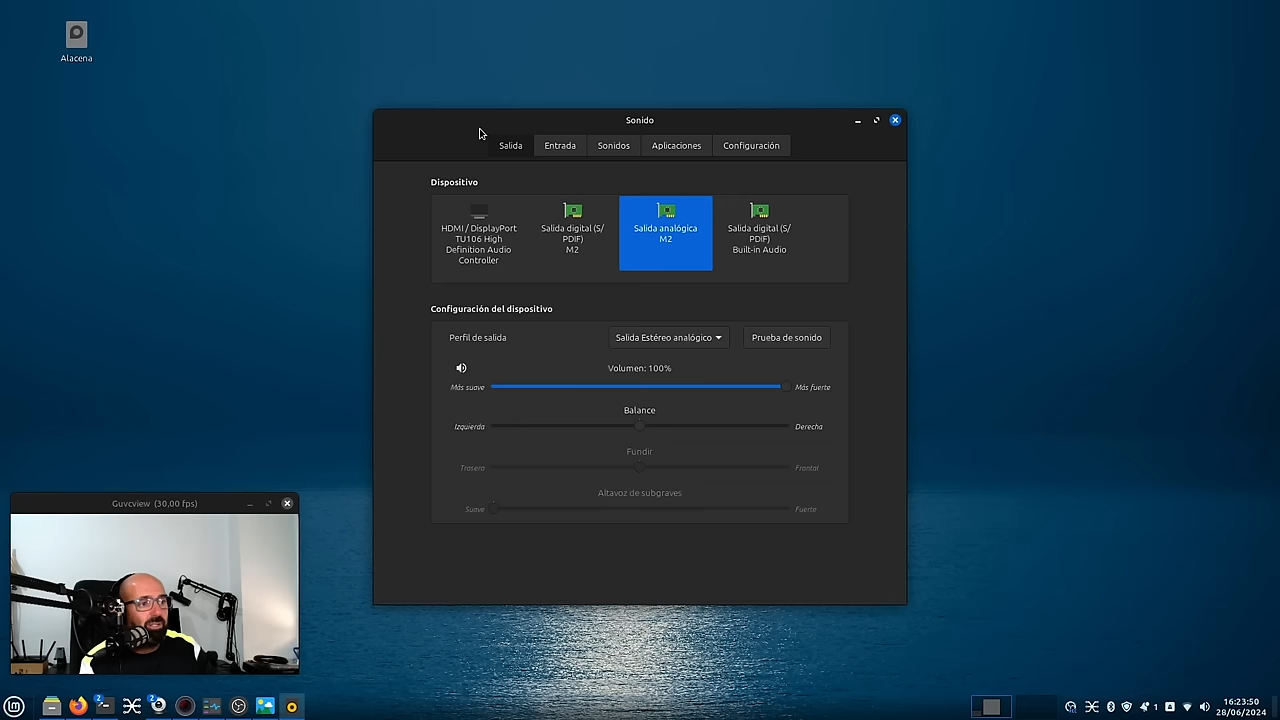 Alacena
Sonido
Salida
Entrada
Sonidos
Aplicaciones
Configuración
Dispositivo
HDMI / DisplayPort
TU106 High
Definition Audio
Controller
Salida digital (S/
PDIF)
M2
Salida analógica
M2
Salida digital (S/
PDIF)
Built-in Audio
Configuración del dispositivo
Perfil de salida
Salida Estéreo analógico
Prueba de sonido
Volumen: 100%
Más suave
Más fuerte
Balance
Izquierda
Derecha
Fundir
Trasero
Frontal
Altavoz de subgraves
Suave
Fuerte
Guvcview (30,00 fps)
2
2
1
16:23:50
28/06/2024